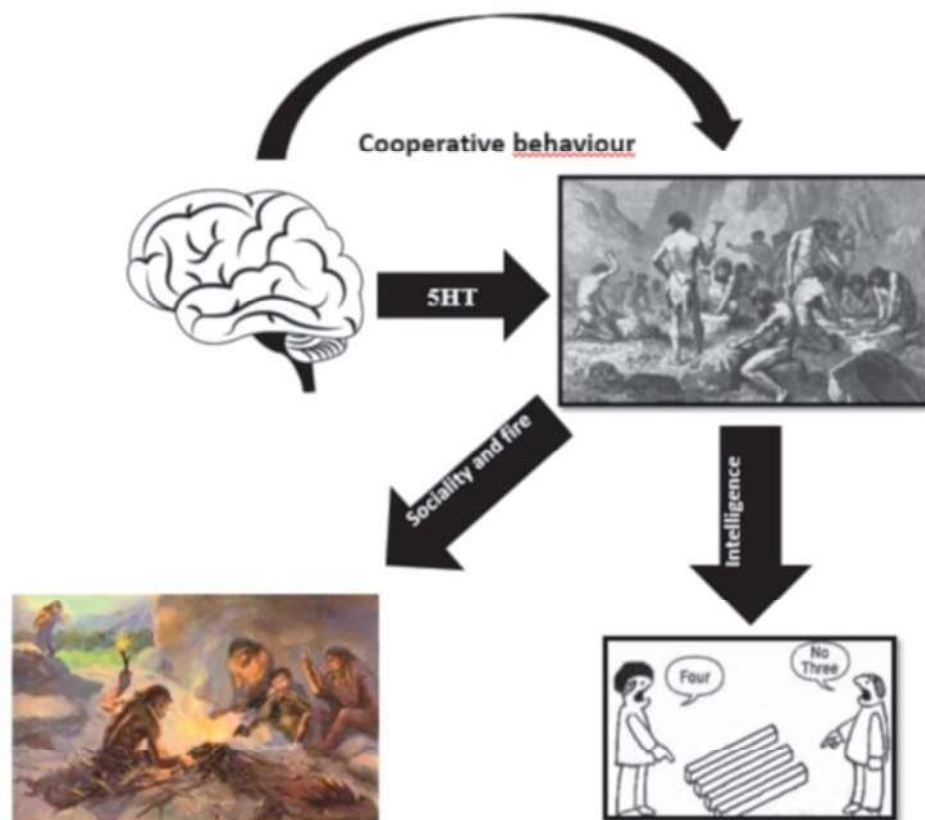 Cooperative behaviour
5HT
Sociality and fire
Intelligence
Four
No
Three